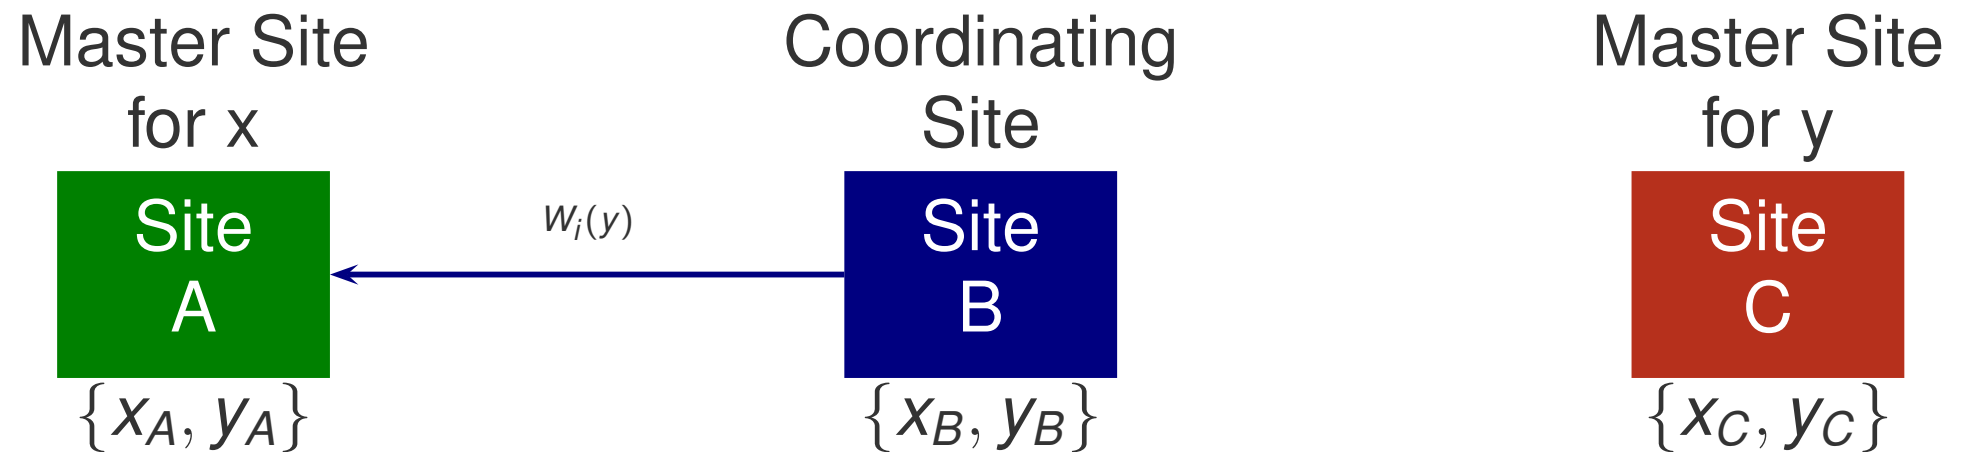 Master Site
for x
Coordinating
Site
Master Site
for y
Site
A
W_i(y)
Site
B
Site
C
{x_A, y_A}
{x_B, y_B}
{x_C, y_C}